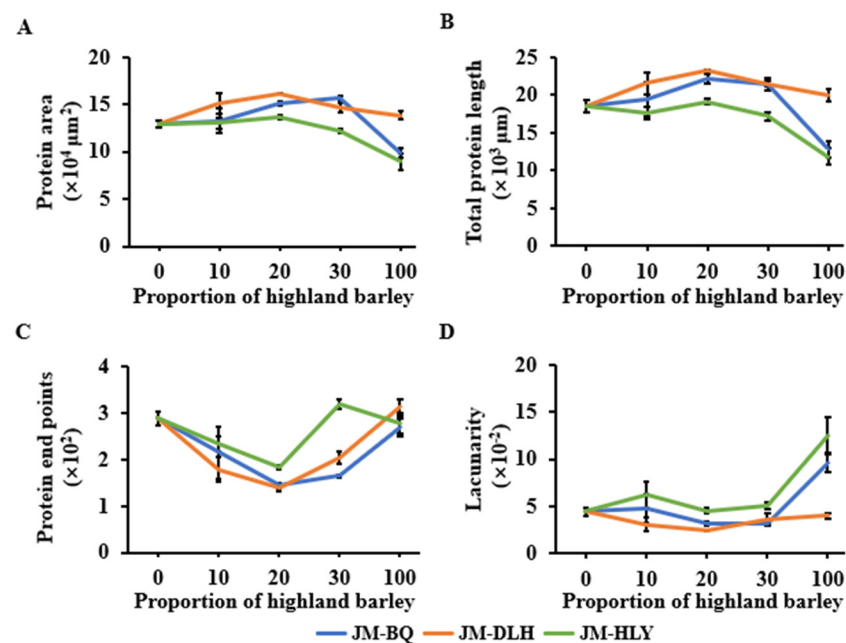 A
Protein area
(×10⁴ μm²)
20
15
10
5
0
0 10 20 30 100
Proportion of highland barley
B
Total protein length
(×10³ μm)
25
20
15
10
5
0
0 10 20 30 100
Proportion of highland barley
C
Protein end points
(×10²)
4
3
2
1
0
0 10 20 30 100
Proportion of highland barley
D
Lacunarity
(×10⁻²)
20
15
10
5
0
0 10 20 30 100
Proportion of highland barley
JM-BQ JM-DLH JM-HLY